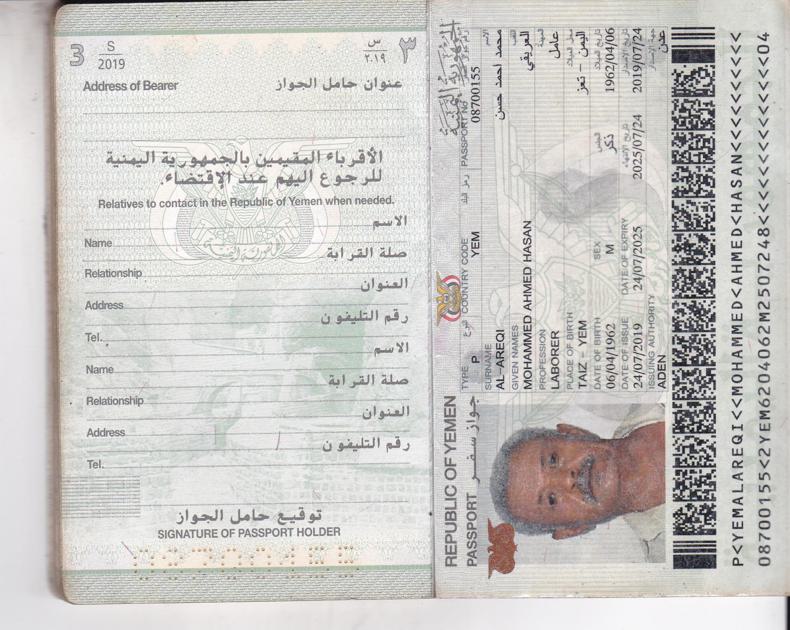 3
S
2019
س
٢٠١٩
٣
Address of Bearer
عنوان حامل الجواز
الأقرباء المقيمين بالجمهورية اليمنية
للرجوع اليهم عند الإقتضاء.
Relatives to contact in the Republic of Yemen when needed.
Name الاسم
Relationship صلة القرابة
Address العنوان
Tel. رقم التليفون
Name الاسم
Relationship صلة القرابة
Address العنوان
Tel. رقم التليفون
توقيع حامل الجواز
SIGNATURE OF PASSPORT HOLDER
REPUBLIC OF YEMEN الجمهورية اليمنية
PASSPORT جواز سفر
TYPE نوع COUNTRY CODE رمز البلد PASSPORT No
P YEM 08700155
SURNAME الاسم
AL-AREQI محمد احمد حسن
GIVEN NAMES اللقب
MOHAMMED AHMED HASAN العريقي
PROFESSION المهنة
LABORER عامل
PLACE OF BIRTH محل الميلاد
TAIZ - YEM اليمن - تعز
DATE OF BIRTH SEX الجنس تاريخ الميلاد
06/04/1962 M ذكر 1962/04/06
DATE OF ISSUE DATE OF EXPIRY تاريخ الإنتهاء تاريخ الإصدار
24/07/2019 24/07/2025 2025/07/24 2019/07/24
ISSUING AUTHORITY جهة الإصدار
ADEN عدن
P<YEMALAREQI<<MOHAMMED<AHMED<HASAN<<<<<<<<<<
08700155<2YEM6204062M2507248<<<<<<<<<<<<<<04